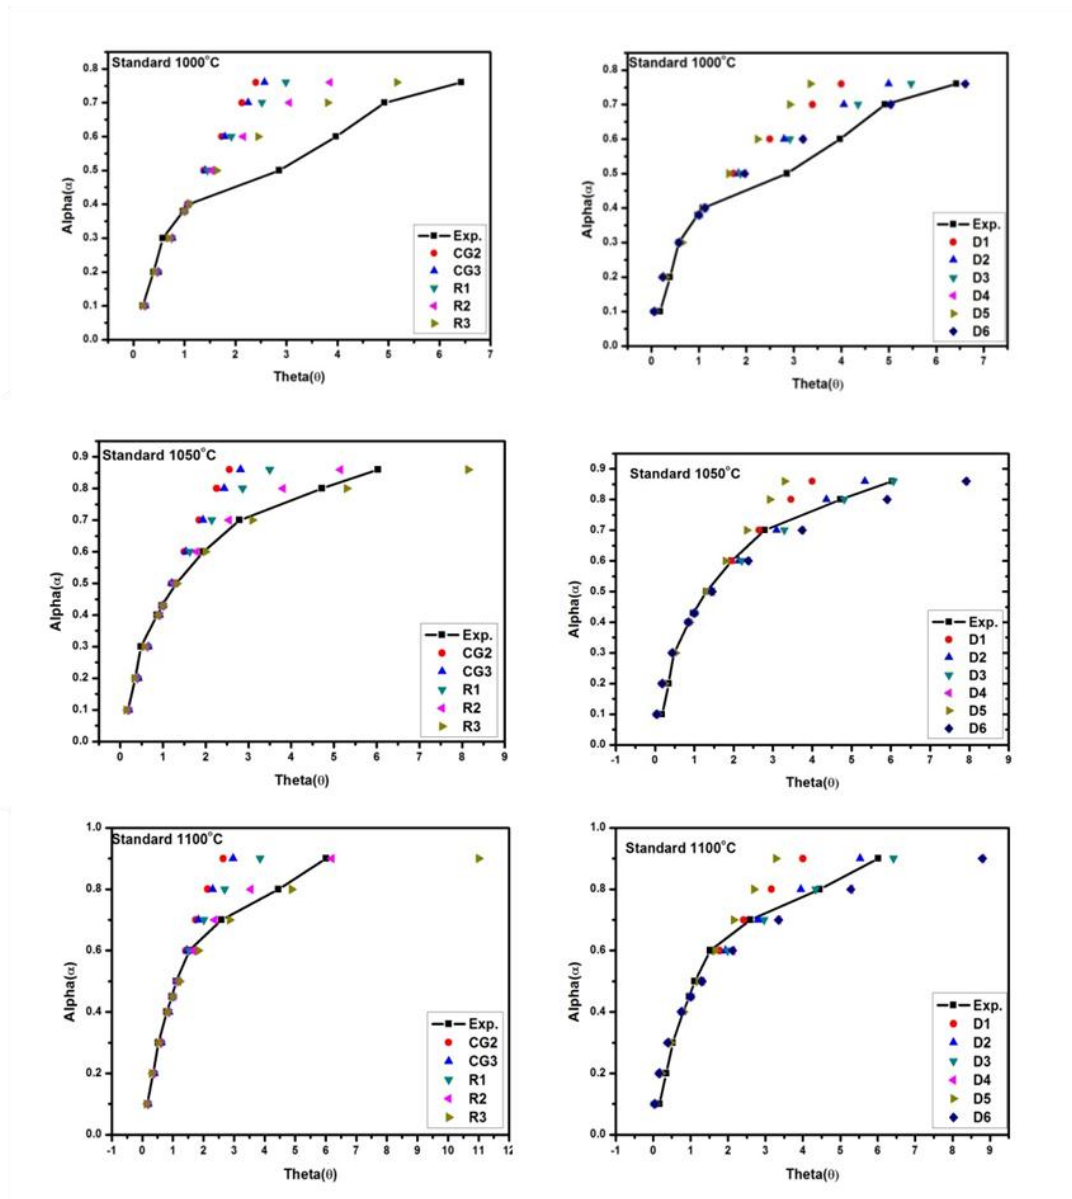 Standard 1000°C
Alpha(α)
0.8
0.7
0.6
0.5
0.4
0.3
0.2
0.1
0.0
Exp.
CG2
CG3
R1
R2
R3
0 1 2 3 4 5 6 7
Theta(θ)
Standard 1000°C
Alpha(α)
0.8
0.7
0.6
0.5
0.4
0.3
0.2
0.1
0.0
Exp.
D1
D2
D3
D4
D5
D6
0 1 2 3 4 5 6 7
Theta(θ)
Standard 1050°C
Alpha(α)
0.9
0.8
0.7
0.6
0.5
0.4
0.3
0.2
0.1
0.0
Exp.
CG2
CG3
R1
R2
R3
0 1 2 3 4 5 6 7 8 9
Theta(θ)
Standard 1050°C
Alpha(α)
0.9
0.8
0.7
0.6
0.5
0.4
0.3
0.2
0.1
0.0
Exp.
D1
D2
D3
D4
D5
D6
-1 0 1 2 3 4 5 6 7 8 9
Theta(θ)
Standard 1100°C
Alpha(α)
1.0
0.8
0.6
0.4
0.2
0.0
Exp.
CG2
CG3
R1
R2
R3
-1 0 1 2 3 4 5 6 7 8 9 10 11 12
Theta(θ)
Standard 1100°C
Alpha(α)
1.0
0.8
0.6
0.4
0.2
0.0
Exp.
D1
D2
D3
D4
D5
D6
-1 0 1 2 3 4 5 6 7 8 9
Theta(θ)